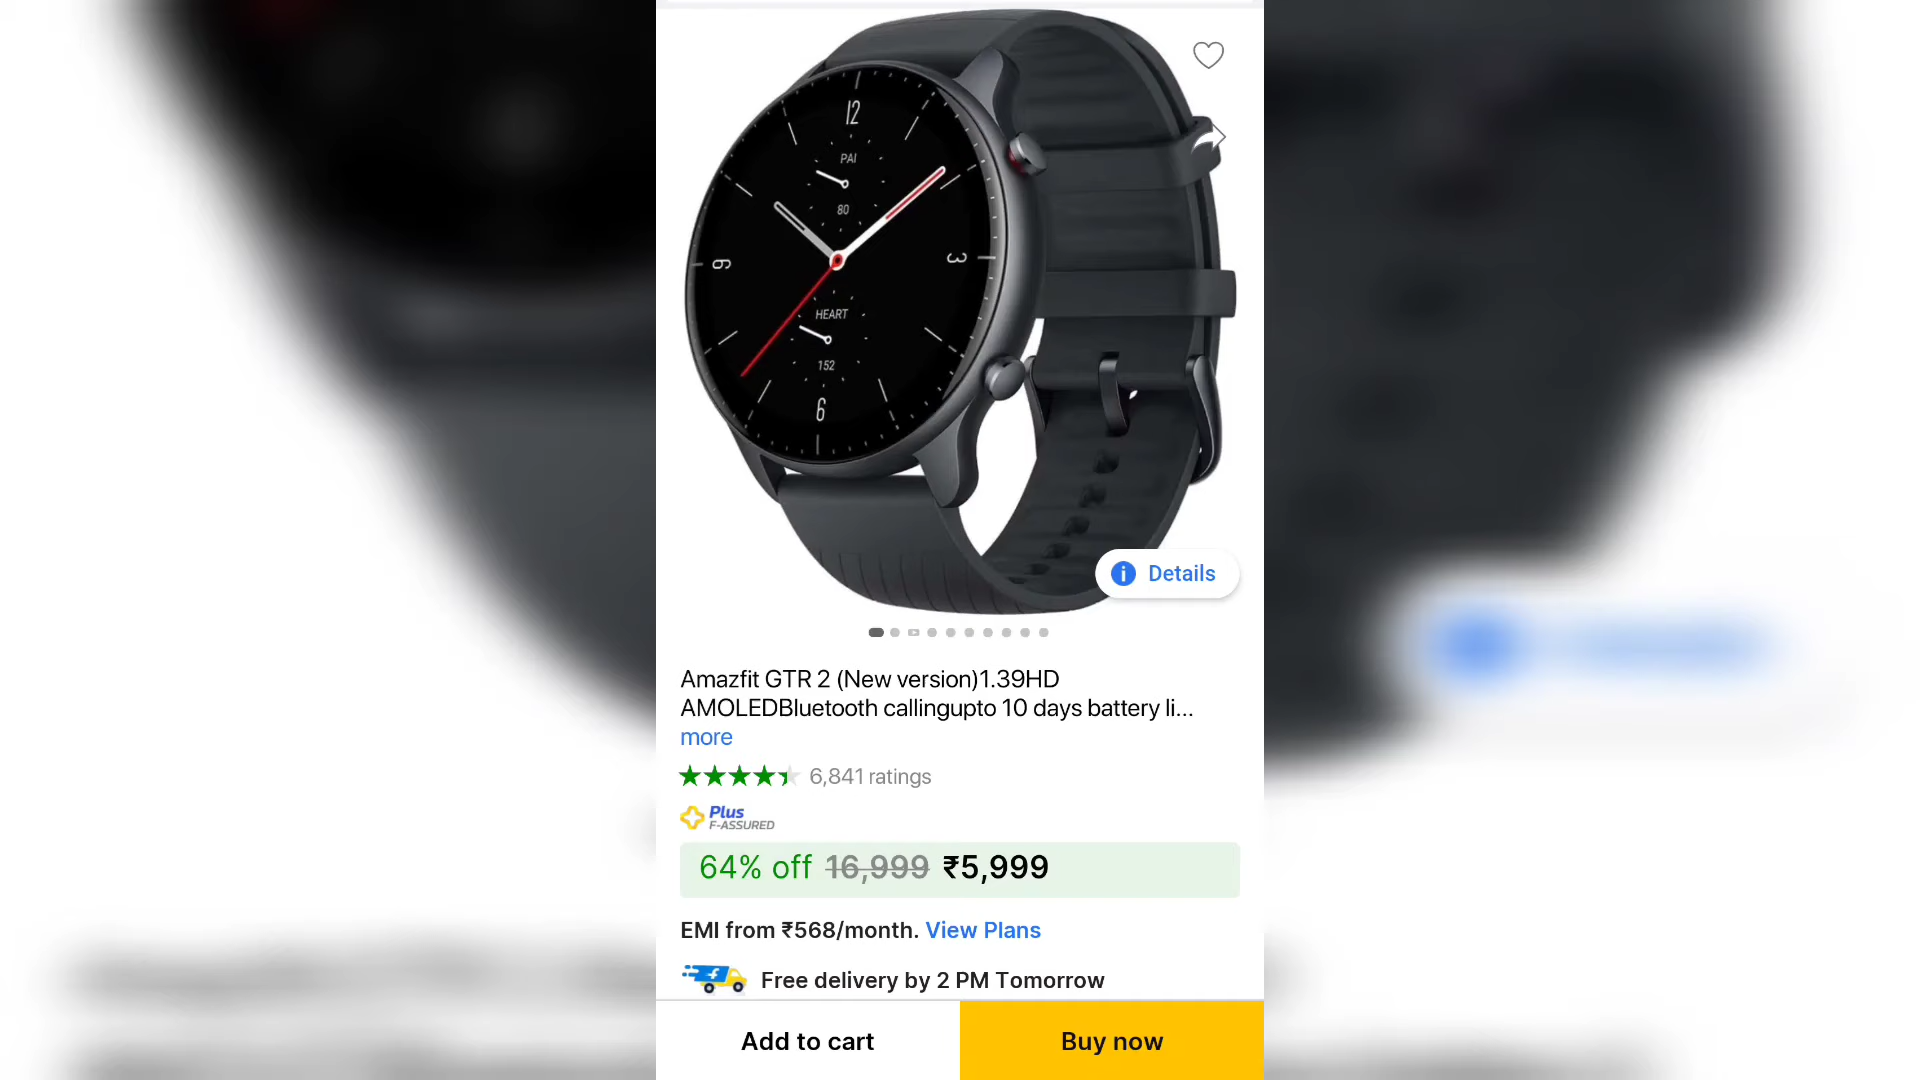 12
PAI
80
9
3
HEART
152
6
Details
Amazfit GTR 2 (New version)1.39HD
AMOLEDBluetooth callingupto 10 days battery li...
more
6,841 ratings
Plus
F-ASSURED
64% off 16,999 ₹5,999
EMI from ₹568/month. View Plans
Free delivery by 2 PM Tomorrow
Add to cart
Buy now